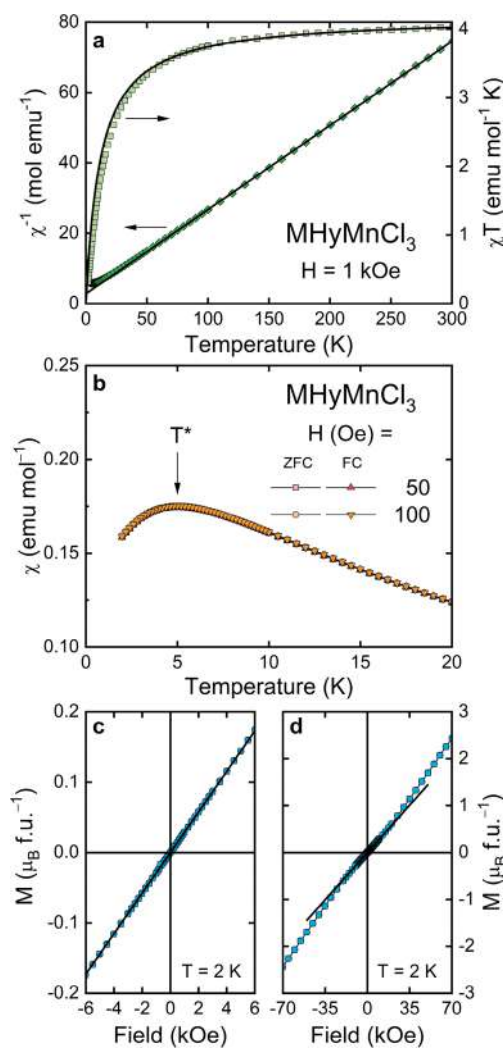 a
80
60
40
20
0
χ⁻¹ (mol emu⁻¹)
4
3
2
1
0
χT (emu mol⁻¹ K)
MHyMnCl₃
H = 1 kOe
0 50 100 150 200 250 300
Temperature (K)
b
0.25
0.20
0.15
0.10
χ (emu mol⁻¹)
T*
MHyMnCl₃
H (Oe) =
ZFC FC
50
100
0 5 10 15 20
Temperature (K)
c
0.2
0.1
0.0
-0.1
-0.2
M (μB f.u.⁻¹)
T = 2 K
-6 -4 -2 0 2 4 6
Field (kOe)
d
3
2
1
0
-1
-2
-3
M (μB f.u.⁻¹)
T = 2 K
-70 -35 0 35 70
Field (kOe)